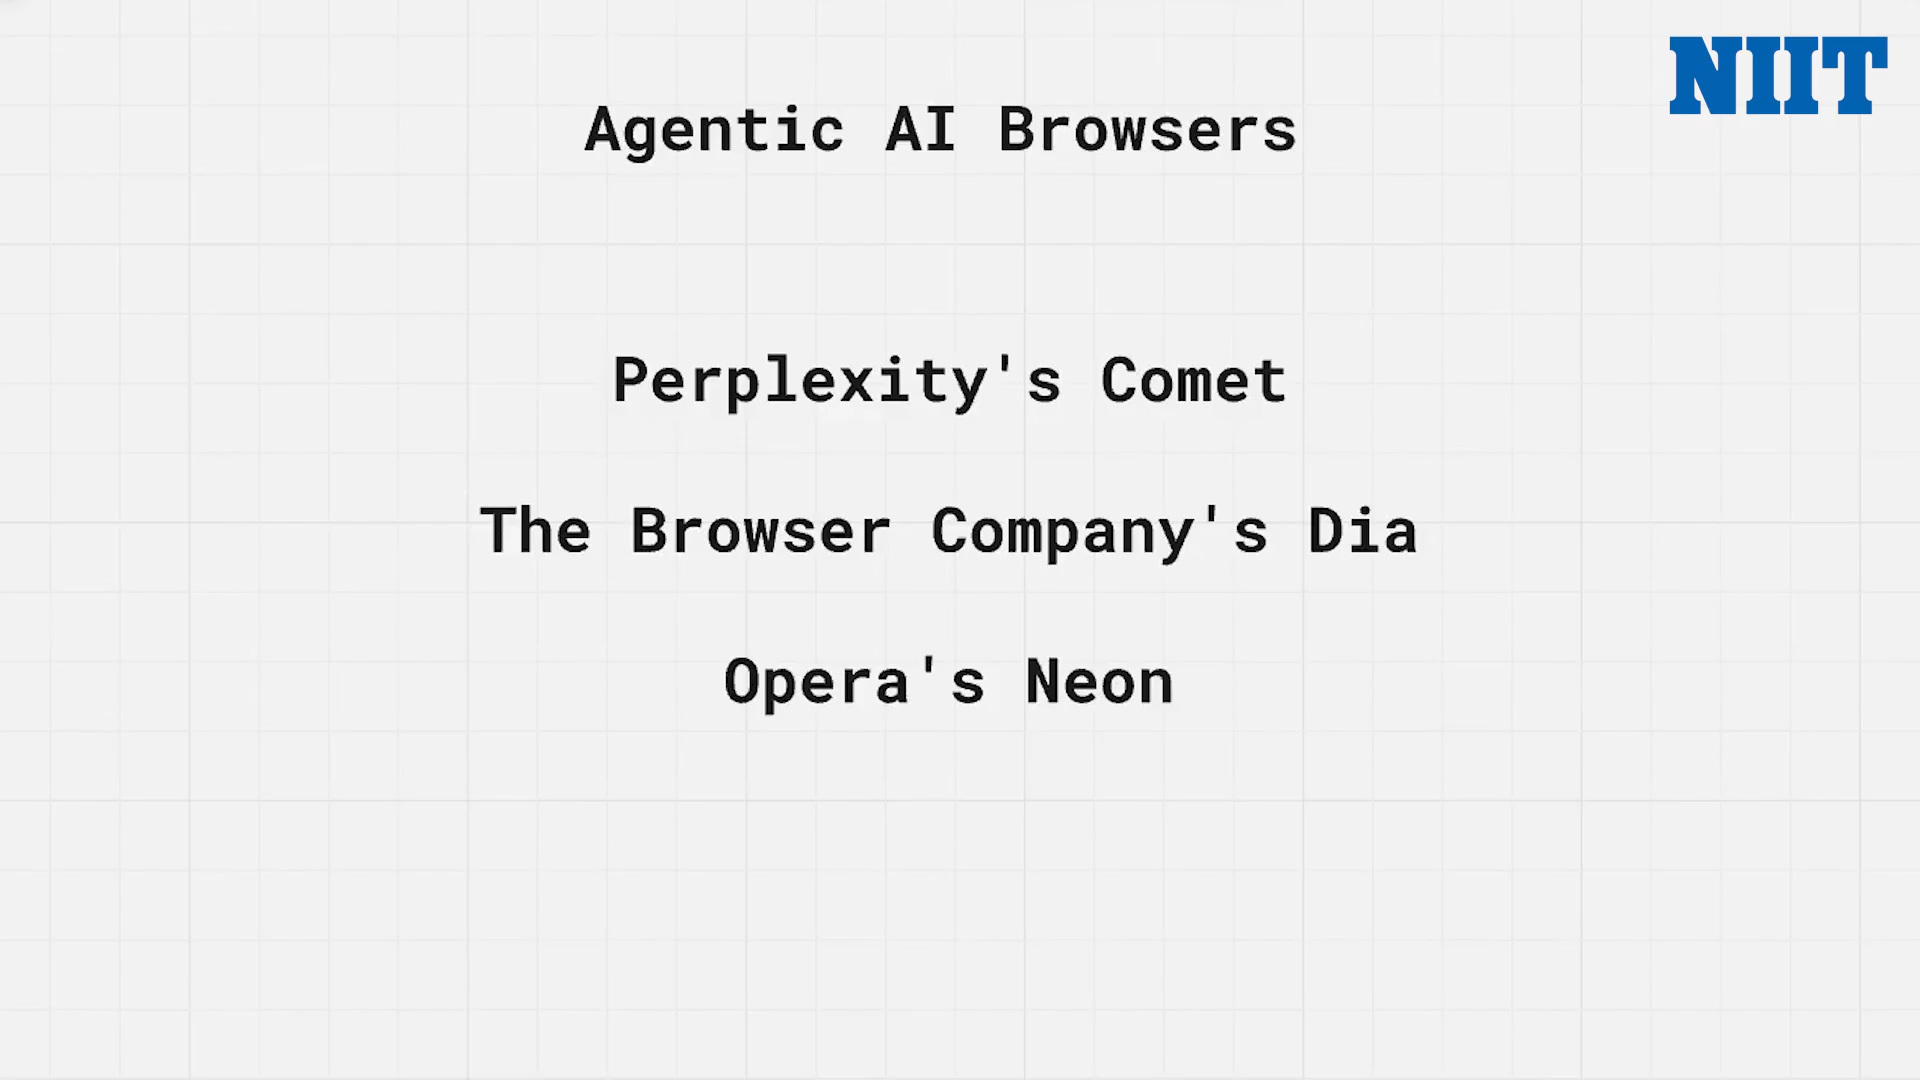 NIIT
Agentic AI Browsers
Perplexity's Comet
The Browser Company's Dia
Opera's Neon